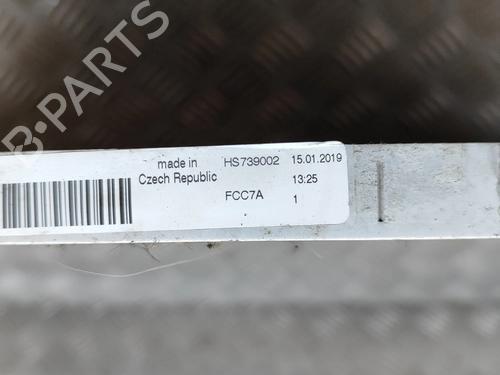 B-PARTS
made in HS739002 15.01.2019
Czech Republic 13:25
FCC7A 1